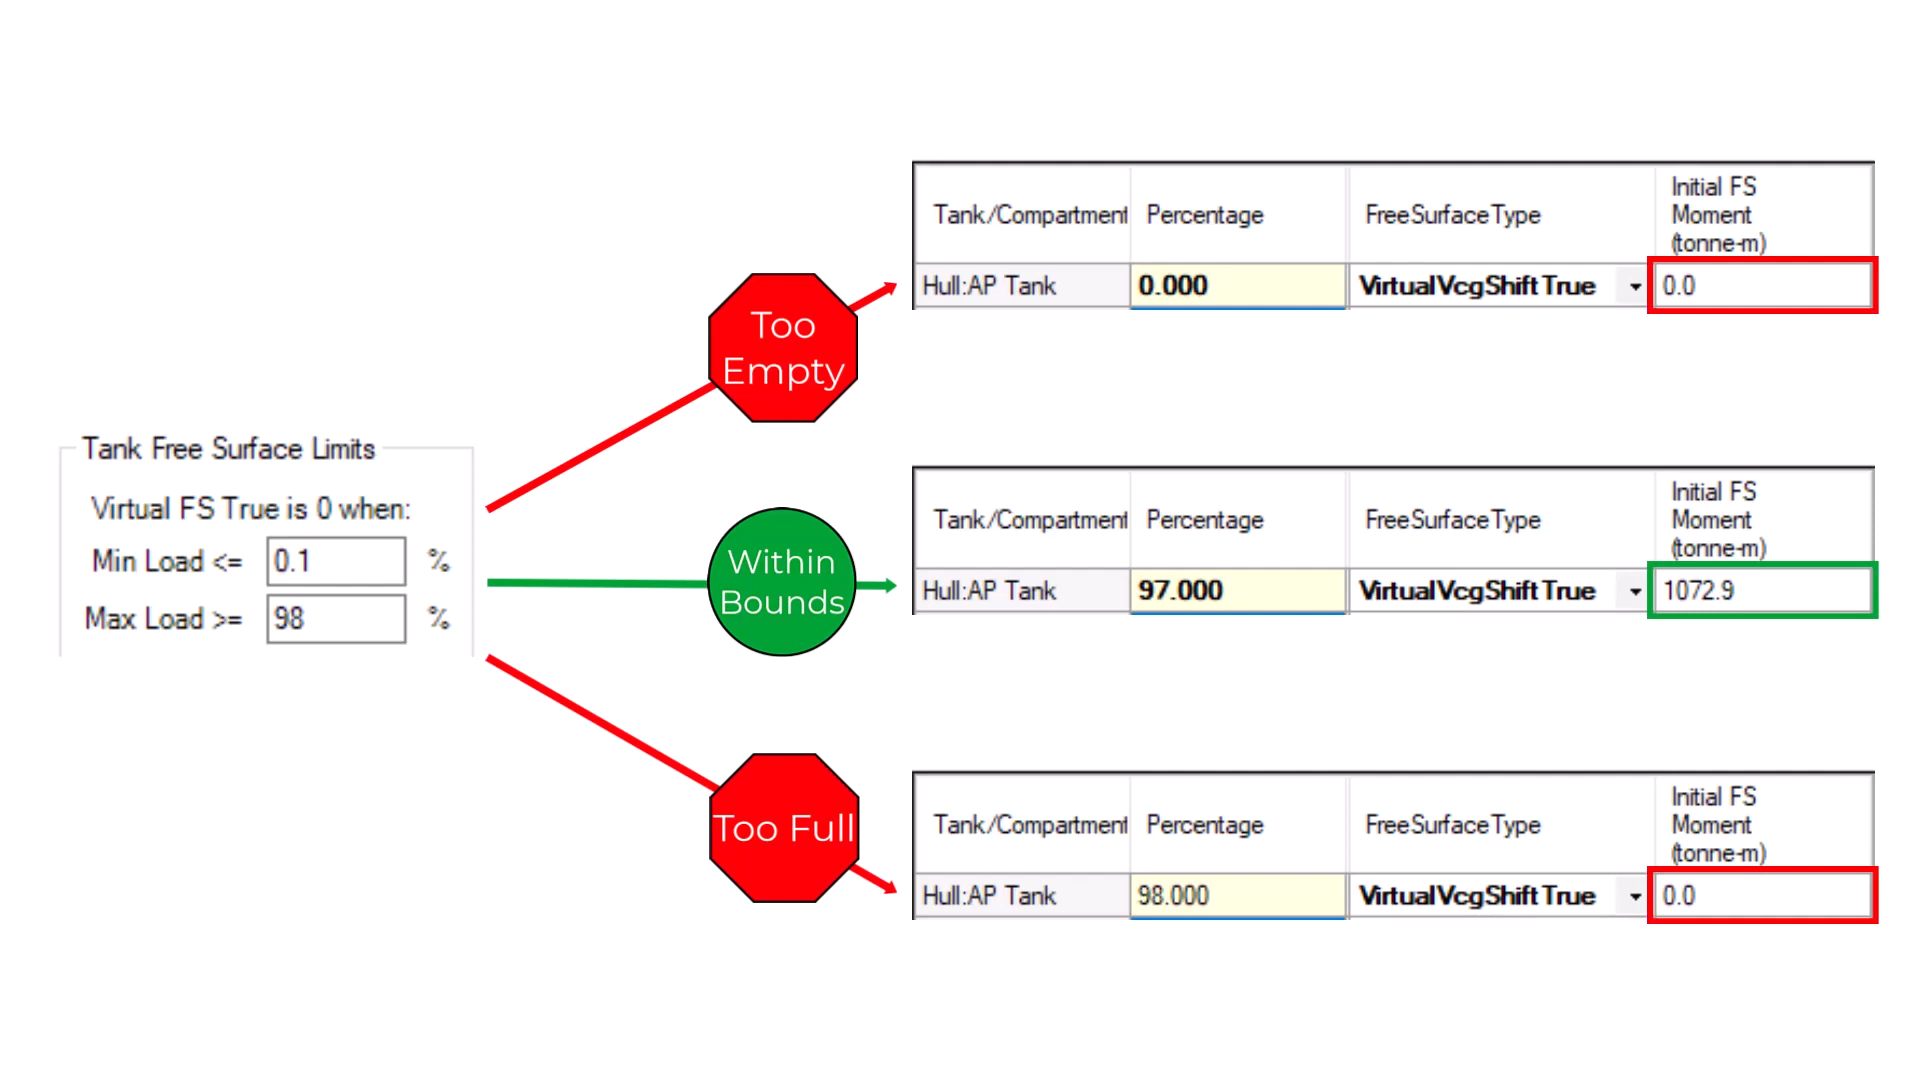 Tank Free Surface Limits
Virtual FS True is 0 when:
Min Load <= 0.1 %
Max Load >= 98 %
Too
Empty
Within
Bounds
Too Full
Tank/Compartment Percentage FreeSurfaceType Initial FS
Moment
(tonne-m)
Hull:AP Tank 0.000 VirtualVcgShiftTrue 0.0
Tank/Compartment Percentage FreeSurfaceType Initial FS
Moment
(tonne-m)
Hull:AP Tank 97.000 VirtualVcgShiftTrue 1072.9
Tank/Compartment Percentage FreeSurfaceType Initial FS
Moment
(tonne-m)
Hull:AP Tank 98.000 VirtualVcgShiftTrue 0.0